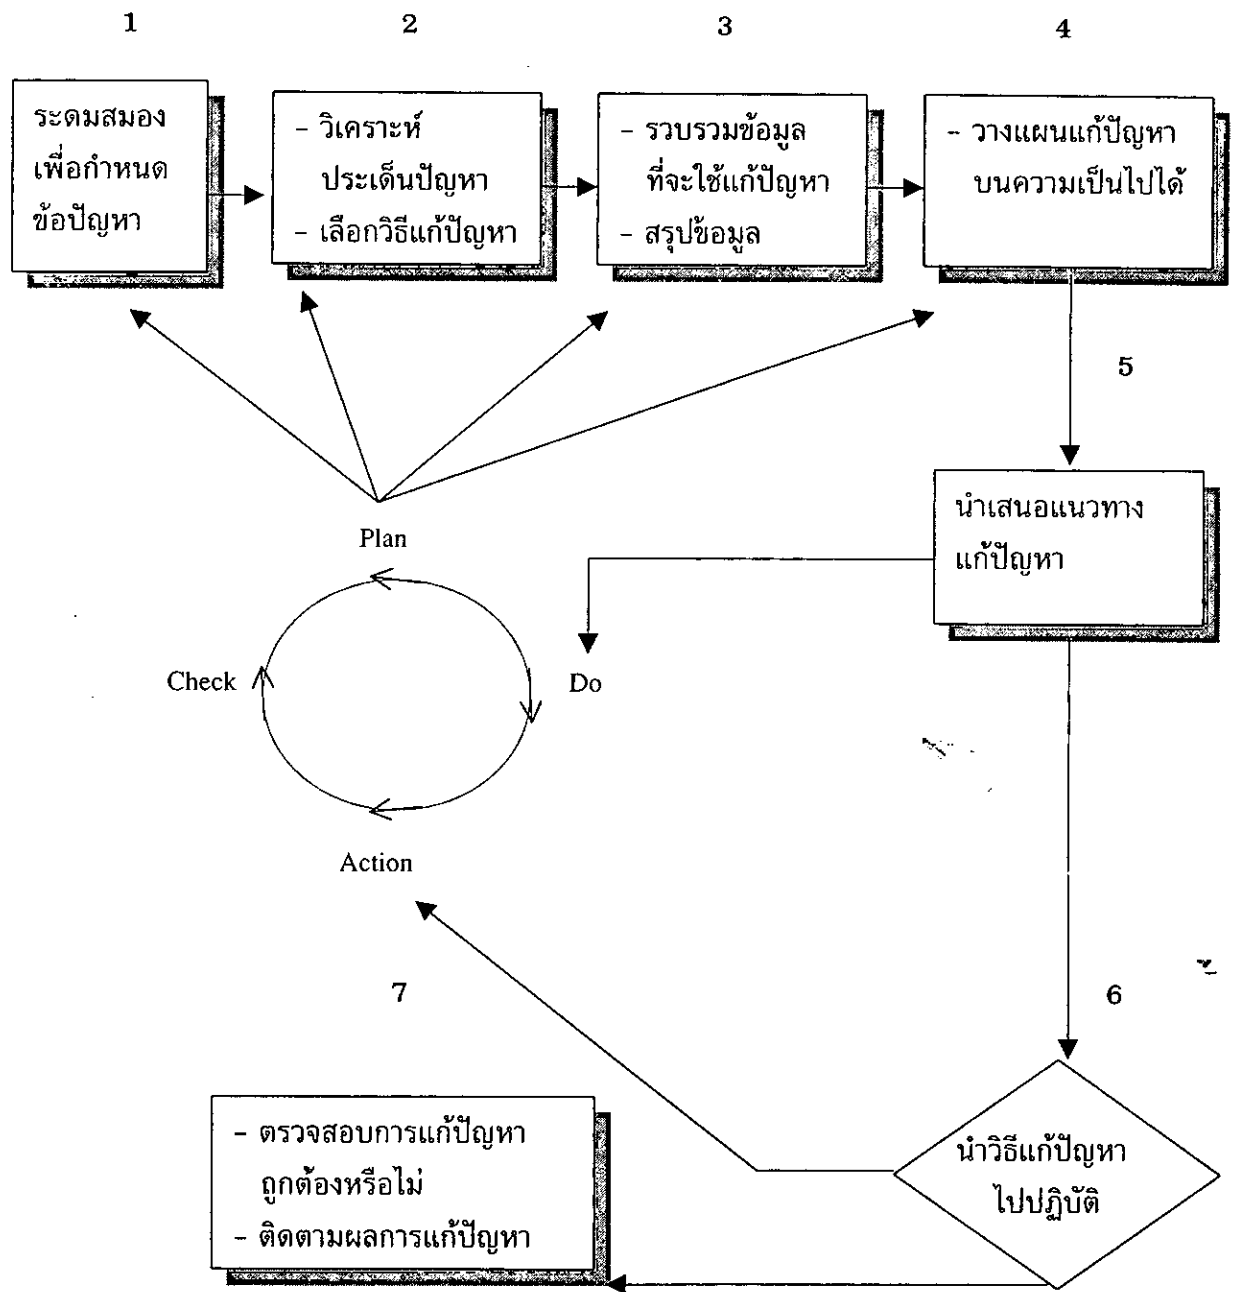 1
2
3
4
ระดมสมอง
เพื่อกำหนด
ข้อปัญหา
- วิเคราะห์
ประเด็นปัญหา
- เลือกวิธีแก้ปัญหา
- รวบรวมข้อมูล
ที่จะใช้แก้ปัญหา
- สรุปข้อมูล
- วางแผนแก้ปัญหา
บนความเป็นไปได้
5
นำเสนอแนวทาง
แก้ปัญหา
Plan
Check
Do
Action
7
6
- ตรวจสอบการแก้ปัญหา
ถูกต้องหรือไม่
- ติดตามผลการแก้ปัญหา
นำวิธีแก้ปัญหา
ไปปฏิบัติ